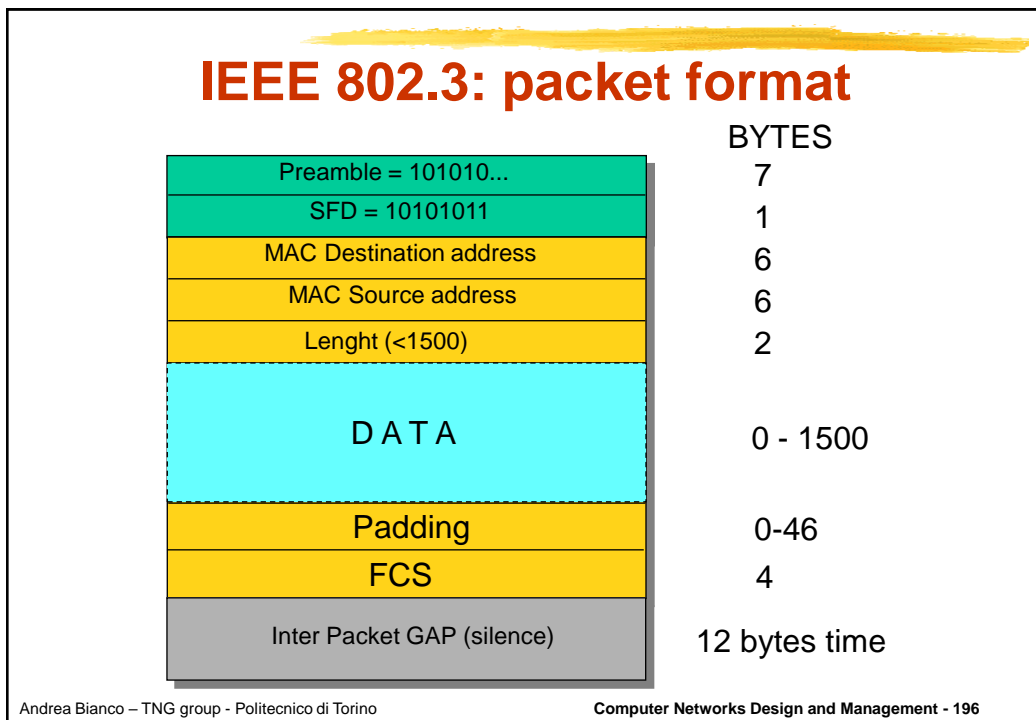 IEEE 802.3: packet format
BYTES
Preamble = 101010... 7
SFD = 10101011 1
MAC Destination address 6
MAC Source address 6
Lenght (<1500) 2
D A T A 0 - 1500
Padding 0-46
FCS 4
Inter Packet GAP (silence) 12 bytes time
Andrea Bianco – TNG group - Politecnico di Torino Computer Networks Design and Management - 196